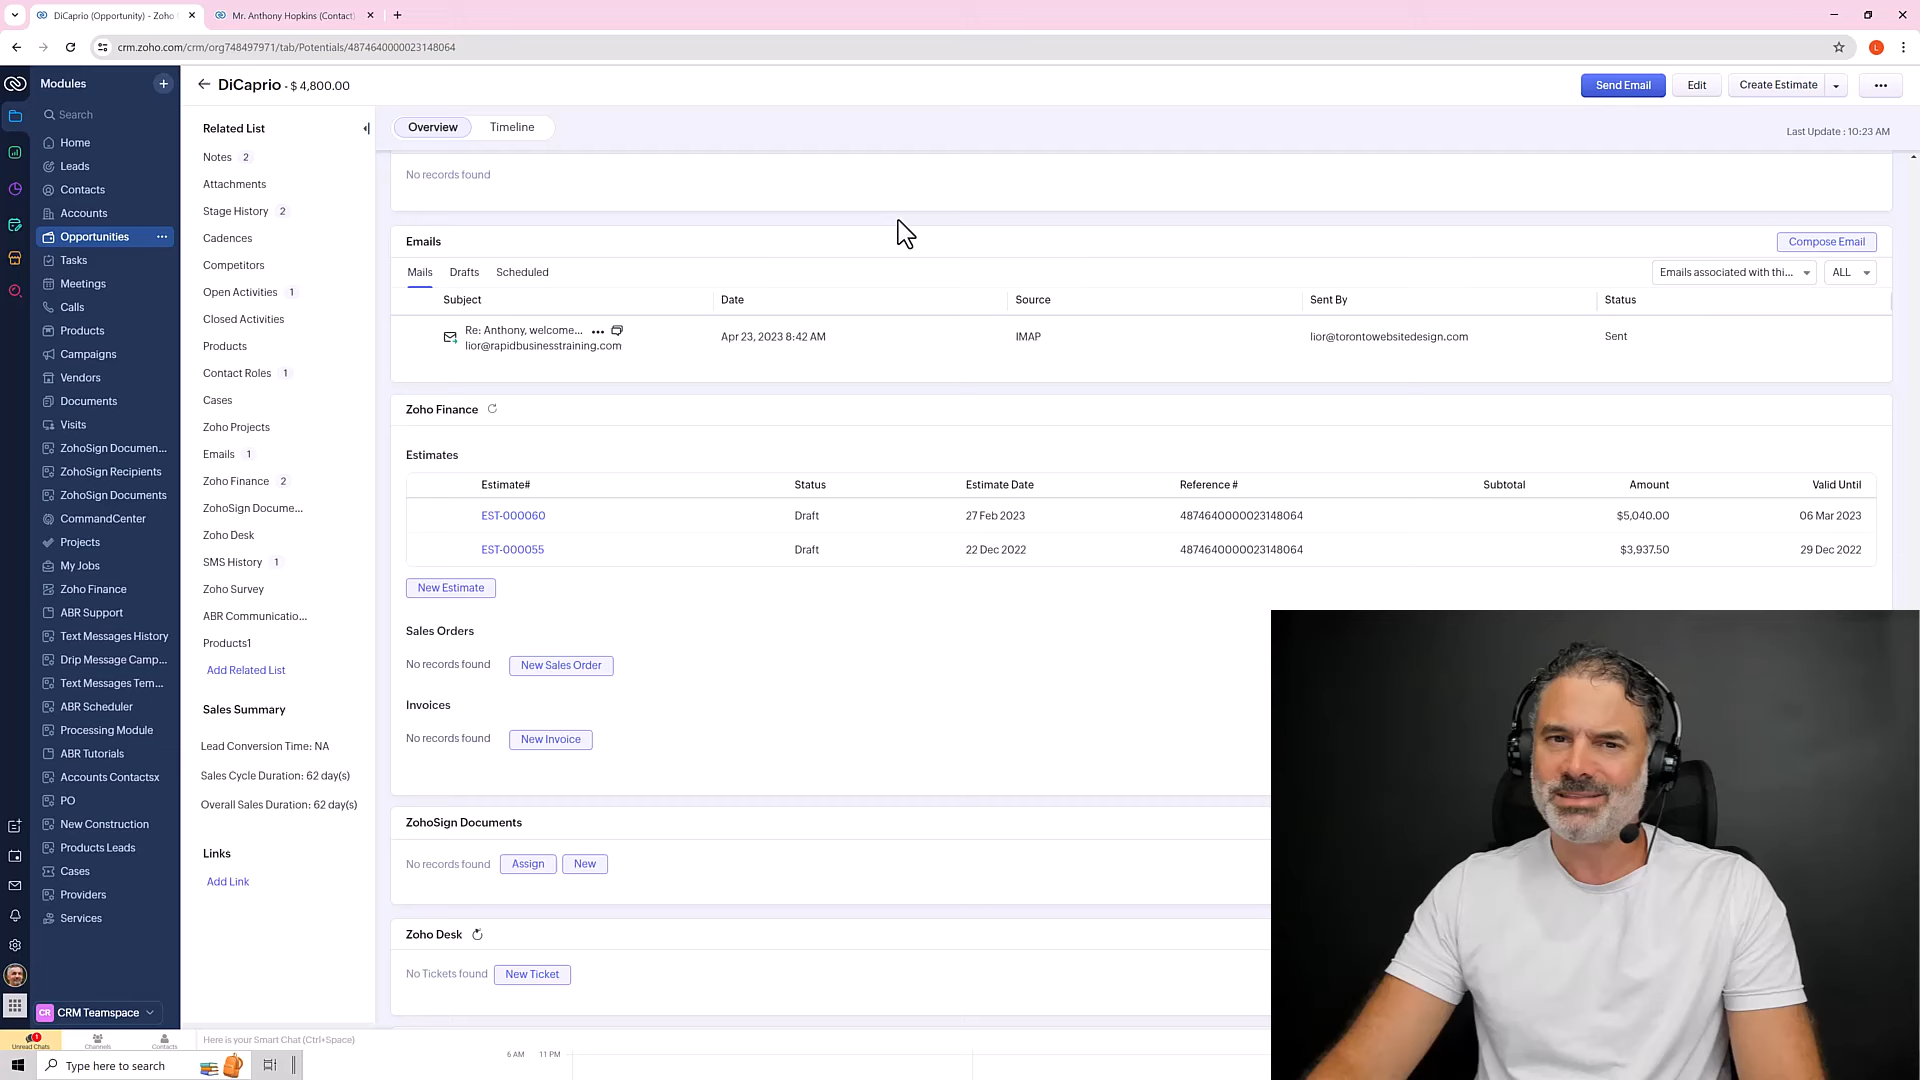 DiCaprio (Opportunity) - Zoho
Mr. Anthony Hopkins (Contact)
crm.zoho.com/crm/org748497971/tab/Potentials/4874640000023148064
L
Modules
DiCaprio - $ 4,800.00
Send Email
Edit
Create Estimate
Search
Home
Leads
Contacts
Accounts
Opportunities
Tasks
Meetings
Calls
Products
Campaigns
Vendors
Documents
Visits
ZohoSign Documen...
ZohoSign Recipients
ZohoSign Documents
CommandCenter
Projects
My Jobs
Zoho Finance
ABR Support
Text Messages History
Drip Message Camp...
Text Messages Tem...
ABR Scheduler
Processing Module
ABR Tutorials
Accounts Contactsx
PO
New Construction
Products Leads
Cases
Providers
Services
CR CRM Teamspace
Related List
Notes 2
Attachments
Stage History 2
Cadences
Competitors
Open Activities 1
Closed Activities
Products
Contact Roles 1
Cases
Zoho Projects
Emails 1
Zoho Finance 2
ZohoSign Docume...
Zoho Desk
SMS History 1
Zoho Survey
ABR Communicatio...
Products1
Add Related List
Sales Summary
Lead Conversion Time: NA
Sales Cycle Duration: 62 day(s)
Overall Sales Duration: 62 day(s)
Links
Add Link
Overview Timeline
Last Update : 10:23 AM
No records found
Emails
Compose Email
Mails Drafts Scheduled
Emails associated with thi...
ALL
Subject Date Source Sent By Status
Re: Anthony, welcome...
lior@rapidbusinesstraining.com
Apr 23, 2023 8:42 AM IMAP lior@torontowebsitedesign.com Sent
Zoho Finance
Estimates
Estimate# Status Estimate Date Reference # Subtotal Amount Valid Until
EST-000060 Draft 27 Feb 2023 4874640000023148064 $5,040.00 06 Mar 2023
EST-000055 Draft 22 Dec 2022 4874640000023148064 $3,937.50 29 Dec 2022
New Estimate
Sales Orders
No records found New Sales Order
Invoices
No records found New Invoice
ZohoSign Documents
No records found Assign New
Zoho Desk
No Tickets found New Ticket
1
Unread Chats Channels Contacts
Here is your Smart Chat (Ctrl+Space)
6 AM 11 PM
Type here to search